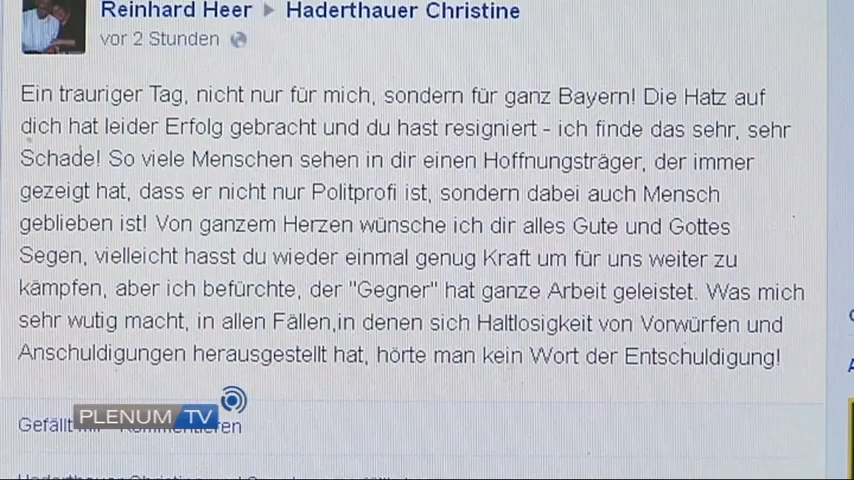 Reinhard Heer ▶ Haderthauer Christine
vor 2 Stunden
Ein trauriger Tag, nicht nur für mich, sondern für ganz Bayern! Die Hatz auf
dich hat leider Erfolg gebracht und du hast resigniert - ich finde das sehr, sehr
Schade! So viele Menschen sehen in dir einen Hoffnungsträger, der immer
gezeigt hat, dass er nicht nur Politprofi ist, sondern dabei auch Mensch
geblieben ist! Von ganzem Herzen wünsche ich dir alles Gute und Gottes
Segen, vielleicht hasst du wieder einmal genug Kraft um für uns weiter zu
kämpfen, aber ich befürchte, der "Gegner" hat ganze Arbeit geleistet. Was mich
sehr wutig macht, in allen Fällen,in denen sich Haltlosigkeit von Vorwürfen und
Anschuldigungen herausgestellt hat, hörte man kein Wort der Entschuldigung!
PLENUM TV
Gefällt mir · Kommentieren
Haderthauer Christine